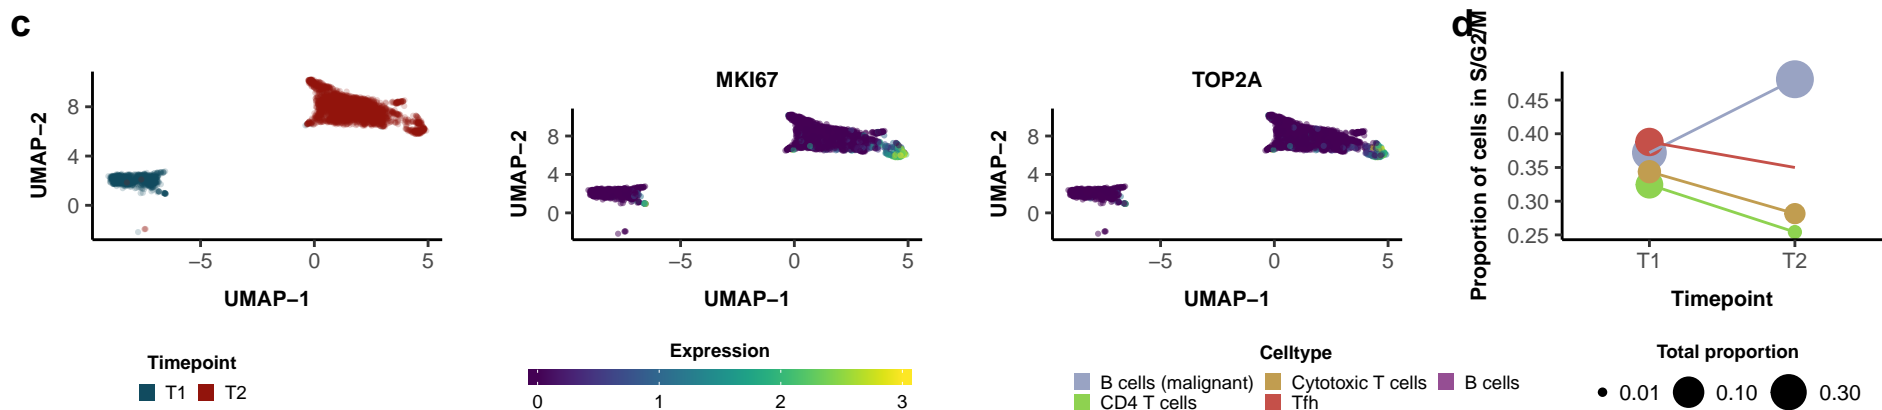 c
UMAP−2
8
4
0
−5
0
5
UMAP−1
Timepoint
T1
T2
MKI67
UMAP−2
8
4
0
−5
0
5
UMAP−1
Expression
0
1
2
3
TOP2A
UMAP−2
8
4
0
−5
0
5
UMAP−1
Celltype
B cells (malignant)
Cytotoxic T cells
B cells
CD4 T cells
Tfh
d
Proportion of cells in S/G2/M
0.45
0.40
0.35
0.30
0.25
T1
T2
Timepoint
Total proportion
0.01
0.10
0.30